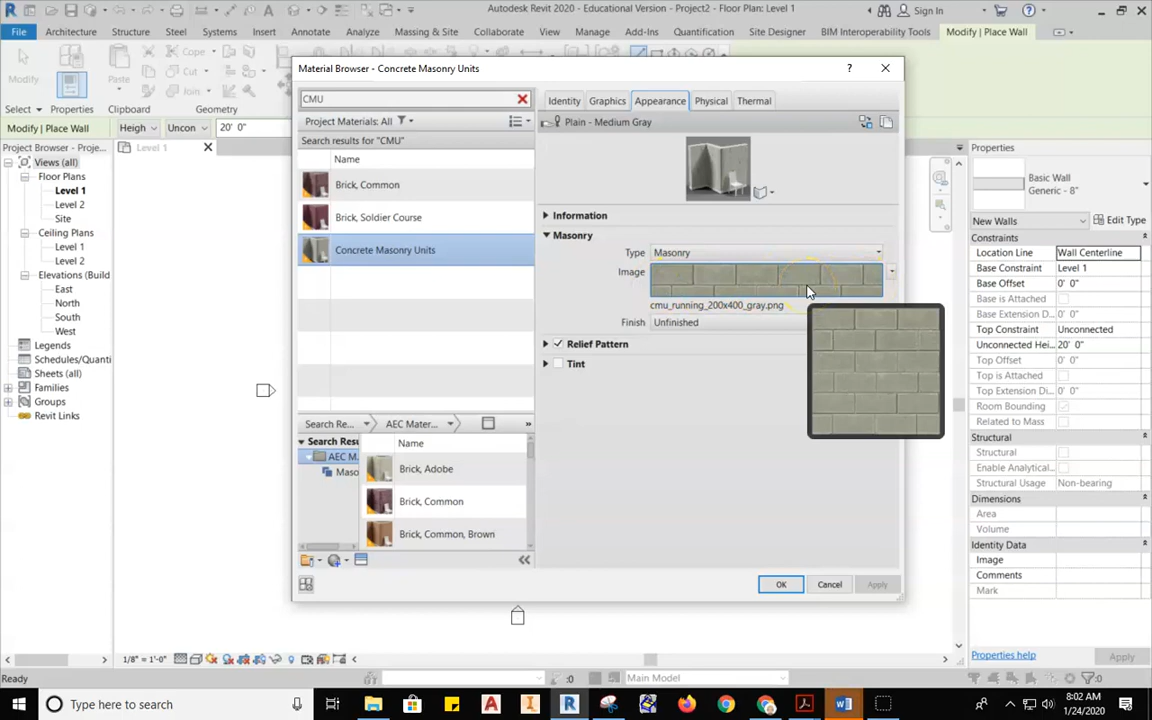 Autodesk Revit 2020 - Educational Version - Project2 - Floor Plan: Level 1
Sign In
File Architecture Structure Steel Systems Insert Annotate Analyze Massing & Site Collaborate View Manage Add-Ins Quantification Site Designer BIM Interoperability Tools Modify | Place Wall
Modify
Paste
Cope
Cut
Join
Select Properties Clipboard Geometry
Modify | Place Wall Heigh Uncon 20' 0"
Project Browser - Proje...
Views (all)
Floor Plans
Level 1
Level 2
Site
Ceiling Plans
Level 1
Level 2
Elevations (Build
East
North
South
West
Legends
Schedules/Quanti
Sheets (all)
Families
Groups
Revit Links
Level 1
Material Browser - Concrete Masonry Units
?
CMU
Project Materials: All
Search results for "CMU"
Name
Brick, Common
Brick, Soldier Course
Concrete Masonry Units
Search Re... AEC Mater... »
Search Resu
AEC M
Maso
Name
Brick, Adobe
Brick, Common
Brick, Common, Brown
Identity Graphics Appearance Physical Thermal
Plain - Medium Gray
Information
Masonry
Type Masonry
Image
cmu_running_200x400_gray.png
Finish Unfinished
Relief Pattern
Tint
OK Cancel Apply
Properties
Basic Wall
Generic - 8"
New Walls Edit Type
Constraints
Location Line Wall Centerline
Base Constraint Level 1
Base Offset 0' 0"
Base is Attached
Base Extension Di... 0' 0"
Top Constraint Unconnected
Unconnected Hei... 20' 0"
Top Offset 0' 0"
Top is Attached
Top Extension Di... 0' 0"
Room Bounding
Related to Mass
Structural
Structural
Enable Analytical...
Structural Usage Non-bearing
Dimensions
Area
Volume
Identity Data
Image
Comments
Mark
Properties help Apply
1/8" = 1'-0"
Ready
:0
Main Model
:0
Type here to search
8:02 AM
1/24/2020